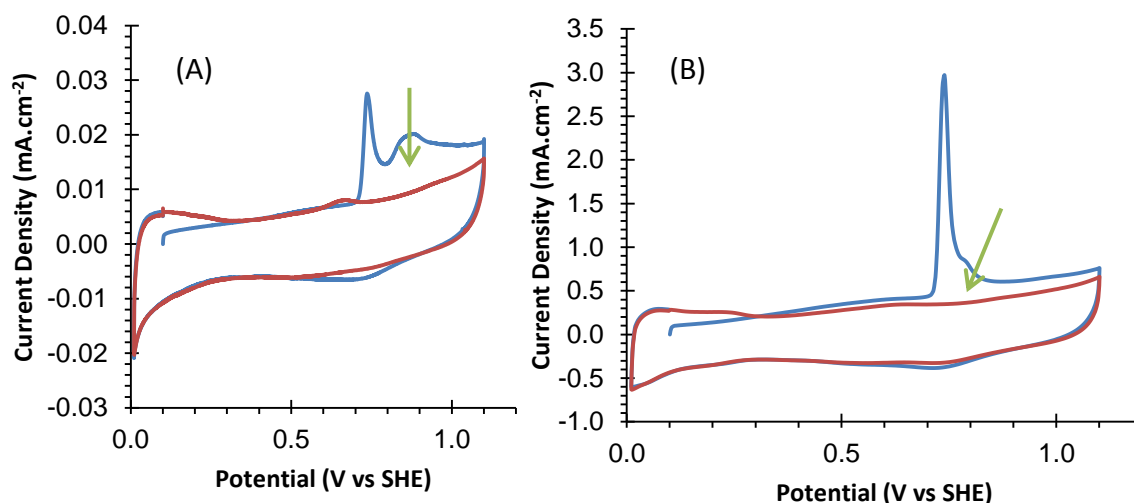 (A)
Current Density (mA.cm⁻²)
0.04
0.03
0.02
0.01
0.00
-0.01
-0.02
-0.03
0.0 0.5 1.0
Potential (V vs SHE)
(B)
Current Density (mA.cm⁻²)
3.5
3.0
2.5
2.0
1.5
1.0
0.5
0.0
-0.5
-1.0
0.0 0.5 1.0
Potential (V vs SHE)